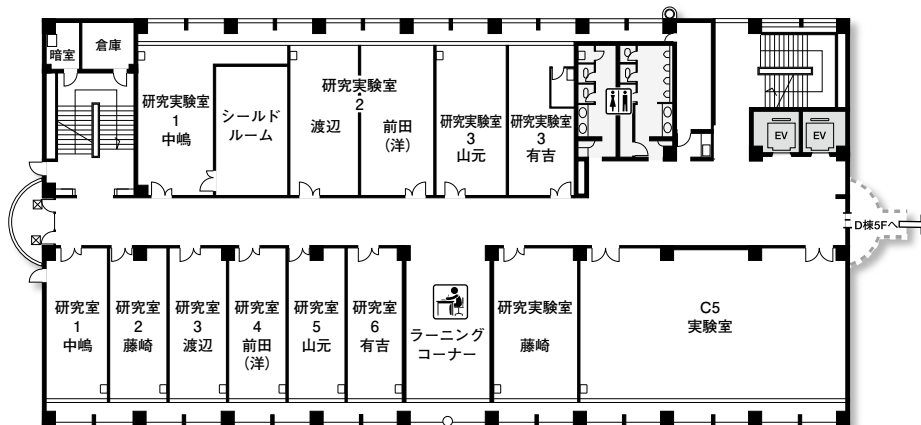 暗室
倉庫
研究実験室
1
中嶋
シールド
ルーム
研究実験室
2
渡辺
前田
(洋)
研究実験室
3
山元
研究実験室
3
有吉
EV
EV
D棟5Fへ
研究室
1
中嶋
研究室
2
藤崎
研究室
3
渡辺
研究室
4
前田
(洋)
研究室
5
山元
研究室
6
有吉
ラーニング
コーナー
研究実験室
藤崎
C5
実験室